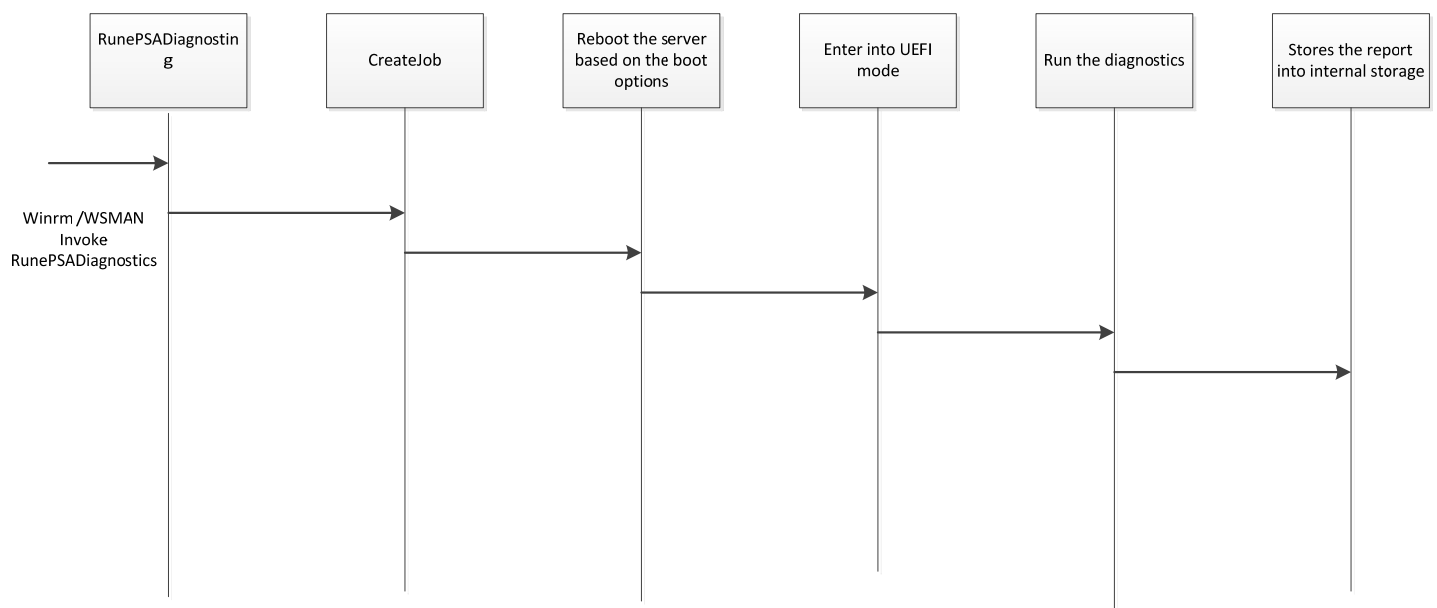 RunePSADiagnostin
g
CreateJob
Reboot the server
based on the boot
options
Enter into UEFI
mode
Run the diagnostics
Stores the report
into internal storage
Winrm /WSMAN
Invoke
RunePSADiagnostics